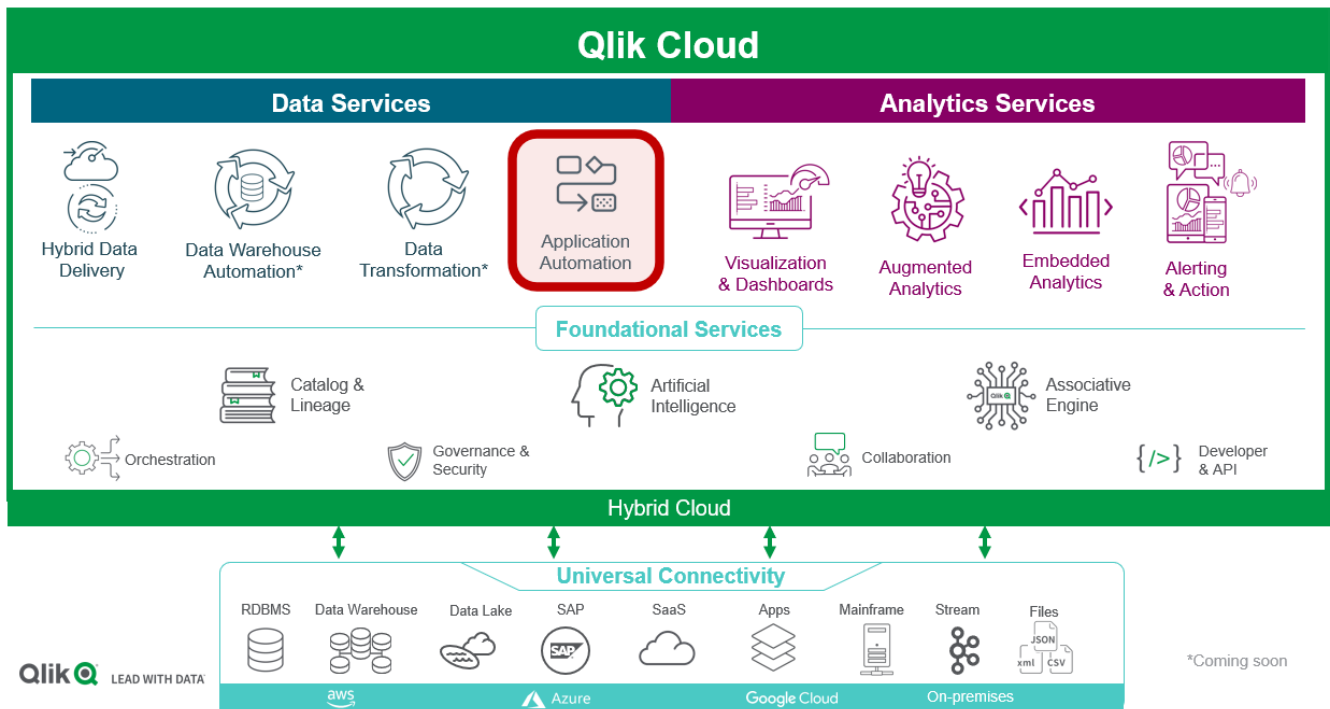 Qlik Cloud
Data Services
Analytics Services
Hybrid Data
Delivery
Data Warehouse
Automation*
Data
Transformation*
Application
Automation
Visualization
& Dashboards
Augmented
Analytics
Embedded
Analytics
Alerting
& Action
Foundational Services
Catalog &
Lineage
Artificial
Intelligence
Qlik
Associative
Engine
Orchestration
Governance &
Security
Collaboration
{/>}
Developer
& API
Hybrid Cloud
Universal Connectivity
RDBMS
Data Warehouse
Data Lake
SAP
SaaS
Apps
Mainframe
Stream
Files
SAP
JSON
xml
CSV
Qlik
LEAD WITH DATA
*Coming soon
aws
Azure
Google Cloud
On-premises